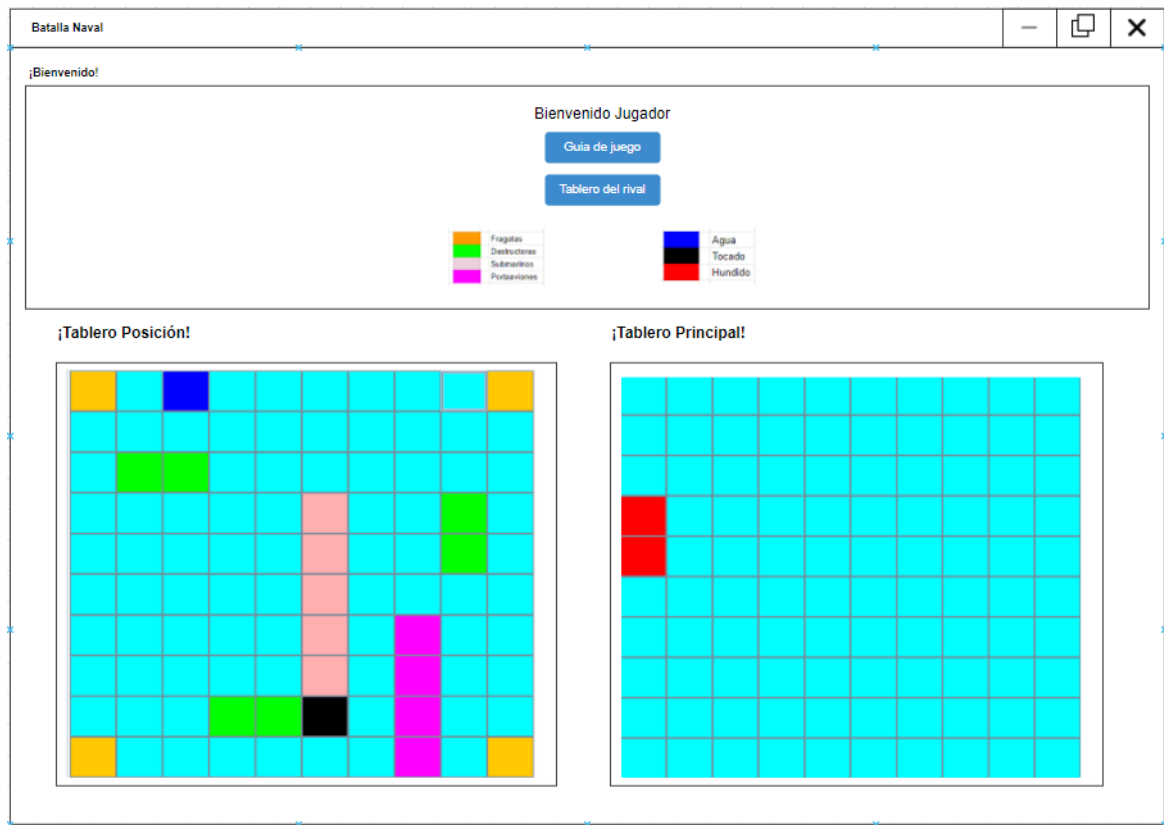 Batalla Naval
¡Bienvenido!
Bienvenido Jugador
Guia de juego
Tablero del rival
Fragatas
Destructores
Submarinos
Portaaviones
Agua
Tocado
Hundido
¡Tablero Posición!
¡Tablero Principal!